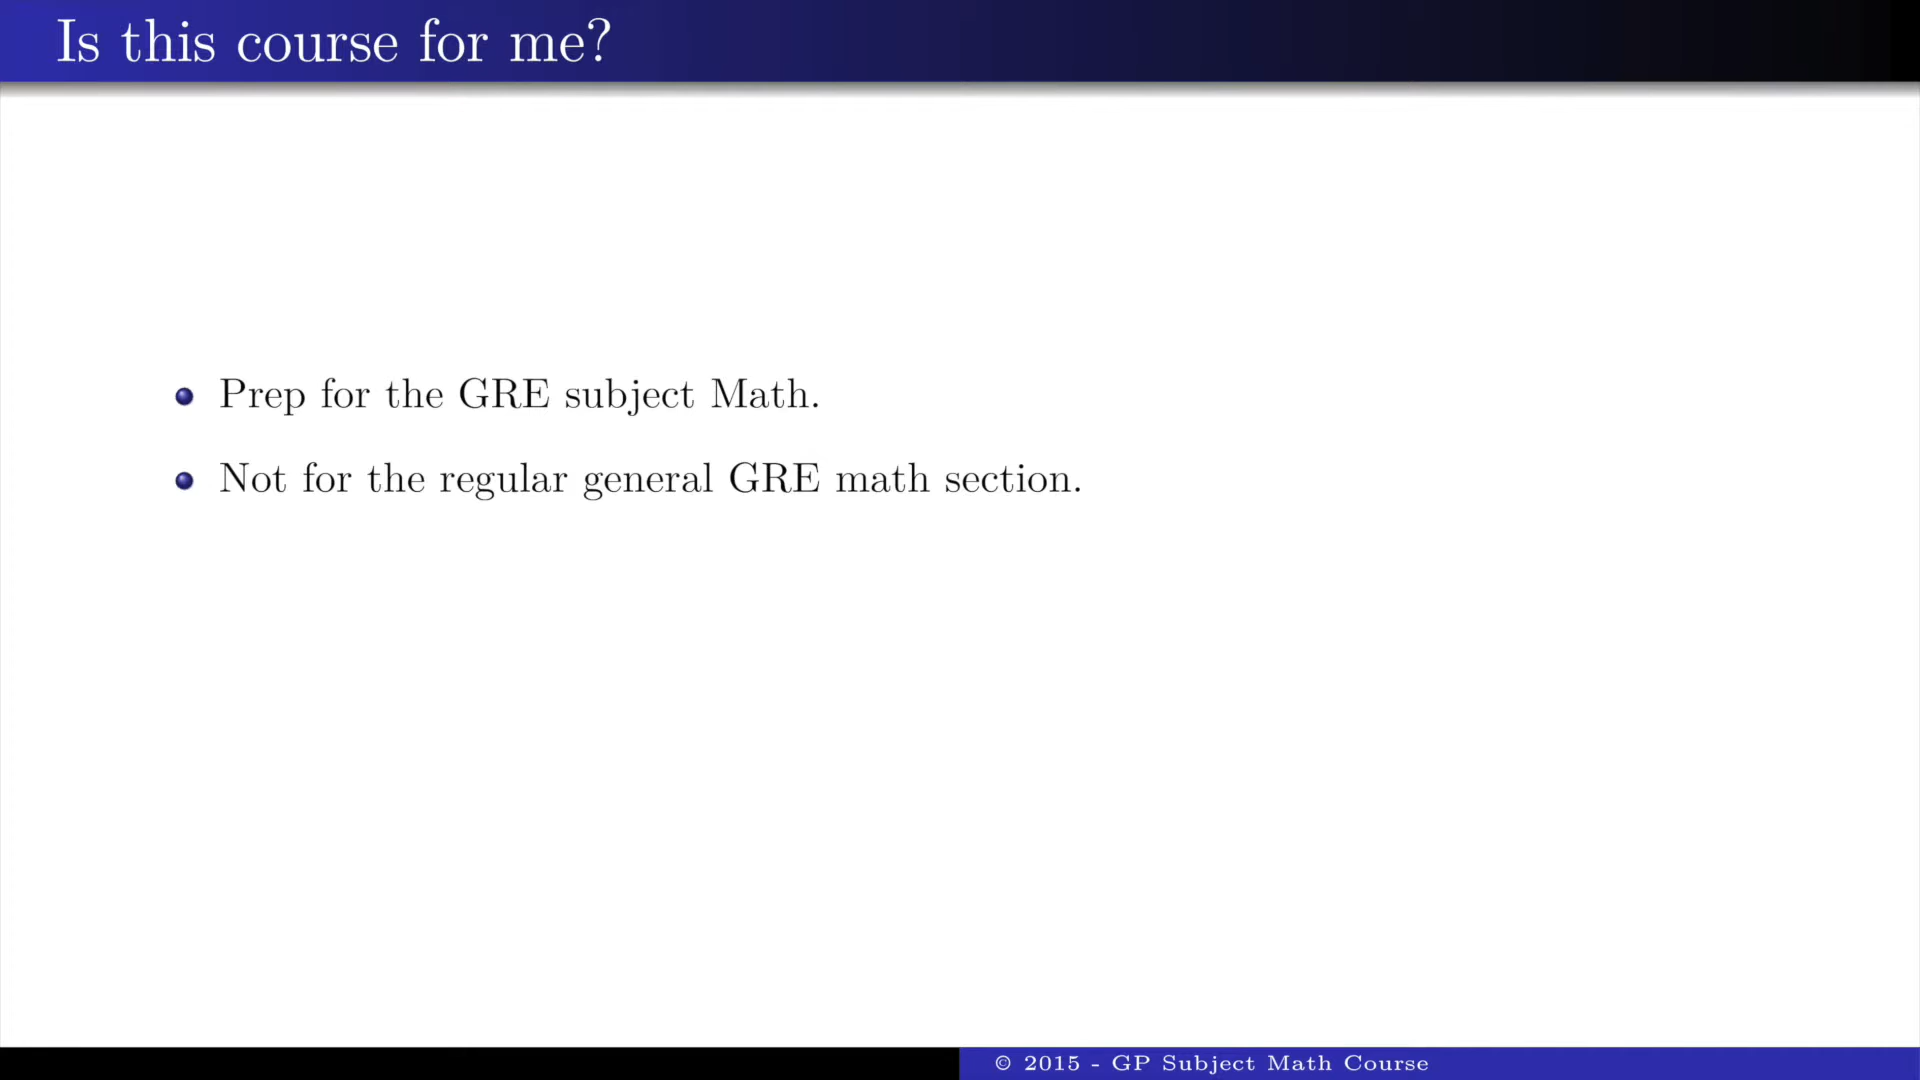 Is this course for me?
Prep for the GRE subject Math.
Not for the regular general GRE math section.
© 2015 - GP Subject Math Course